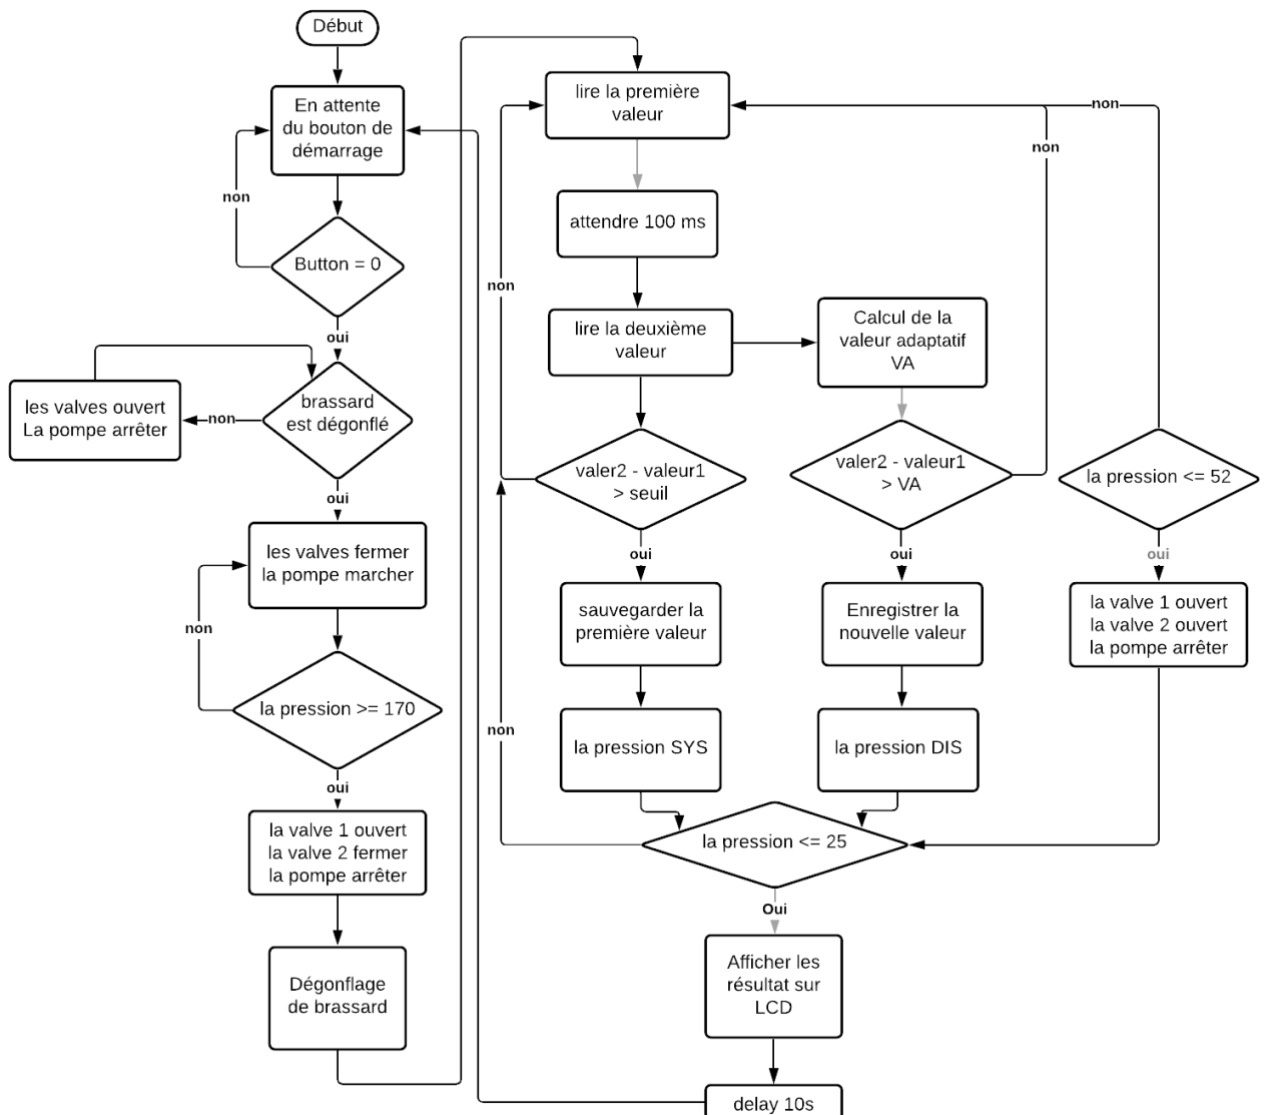 Début
En attente
du bouton de
démarrage
non
Button = 0
oui
brassard
est dégonflé
non
les valves ouvert
La pompe arrêter
oui
les valves fermer
la pompe marcher
non
la pression >= 170
oui
la valve 1 ouvert
la valve 2 fermer
la pompe arrêter
Dégonflage
de brassard
lire la première
valeur
attendre 100 ms
lire la deuxième
valeur
non
valer2 - valeur1
> seuil
oui
sauvegarder la
première valeur
la pression SYS
non
Calcul de la
valeur adaptatif
VA
valer2 - valeur1
> VA
non
oui
Enregistrer la
nouvelle valeur
la pression DIS
non
la pression <= 52
oui
la valve 1 ouvert
la valve 2 ouvert
la pompe arrêter
la pression <= 25
Oui
Afficher les
résultat sur
LCD
delay 10s